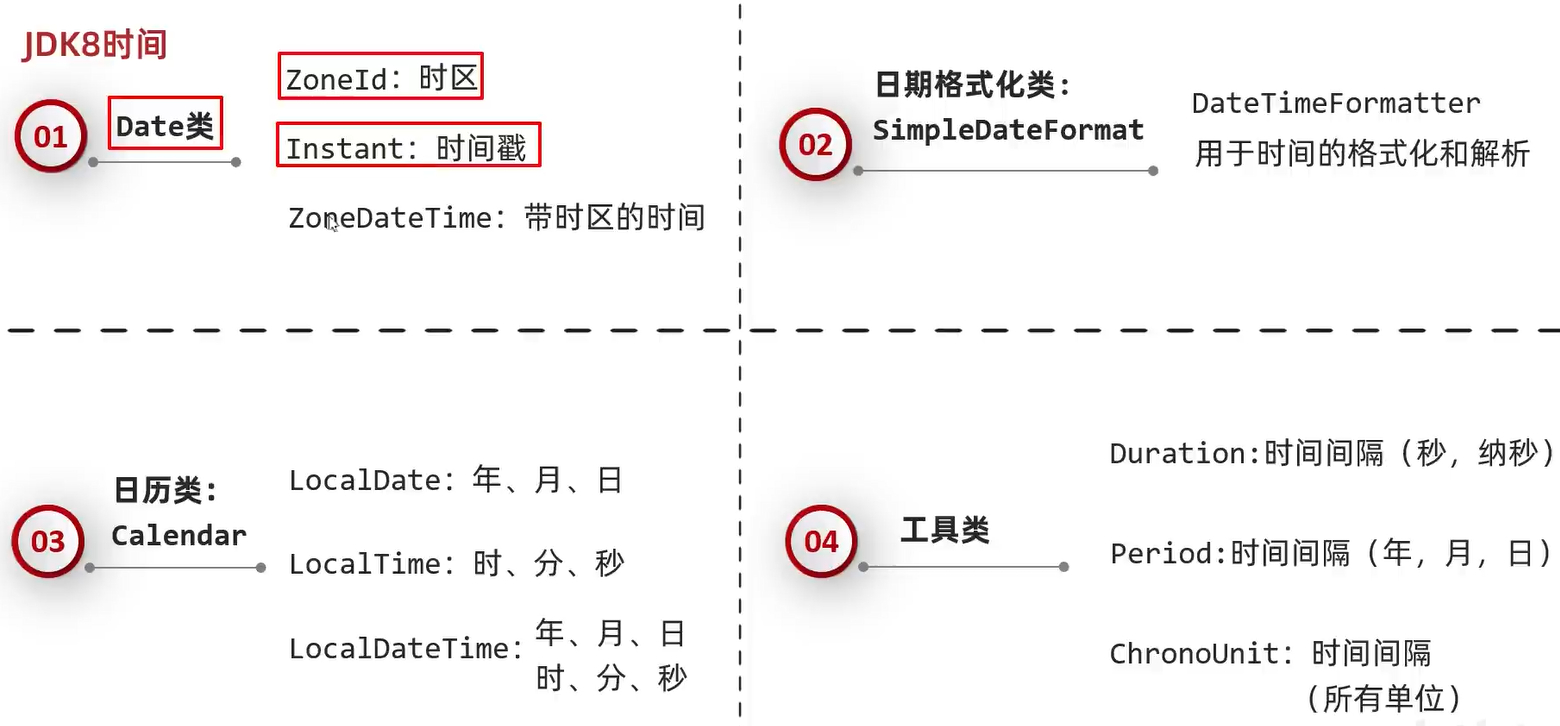 JDK8时间
01
Date类
ZoneId：时区
Instant：时间戳
ZoneDateTime：带时区的时间
02
日期格式化类：
SimpleDateFormat
DateTimeFormatter
用于时间的格式化和解析
03
日历类：
Calendar
LocalDate：年、月、日
LocalTime：时、分、秒
LocalDateTime：年、月、日
时、分、秒
04
工具类
Duration:时间间隔（秒，纳秒）
Period:时间间隔（年，月，日）
ChronoUnit：时间间隔
（所有单位）